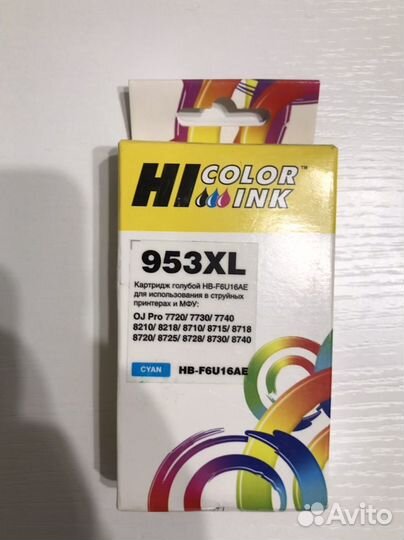 HI COLOR INK™
953XL
Картридж голубой HB-F6U16AE
для использования в струйных
принтерах и МФУ:
OJ Pro 7720/ 7730/ 7740
8210/ 8218/ 8710/ 8715/ 8718
8720/ 8725/ 8728/ 8730/ 8740
CYAN HB-F6U16AE
Avito